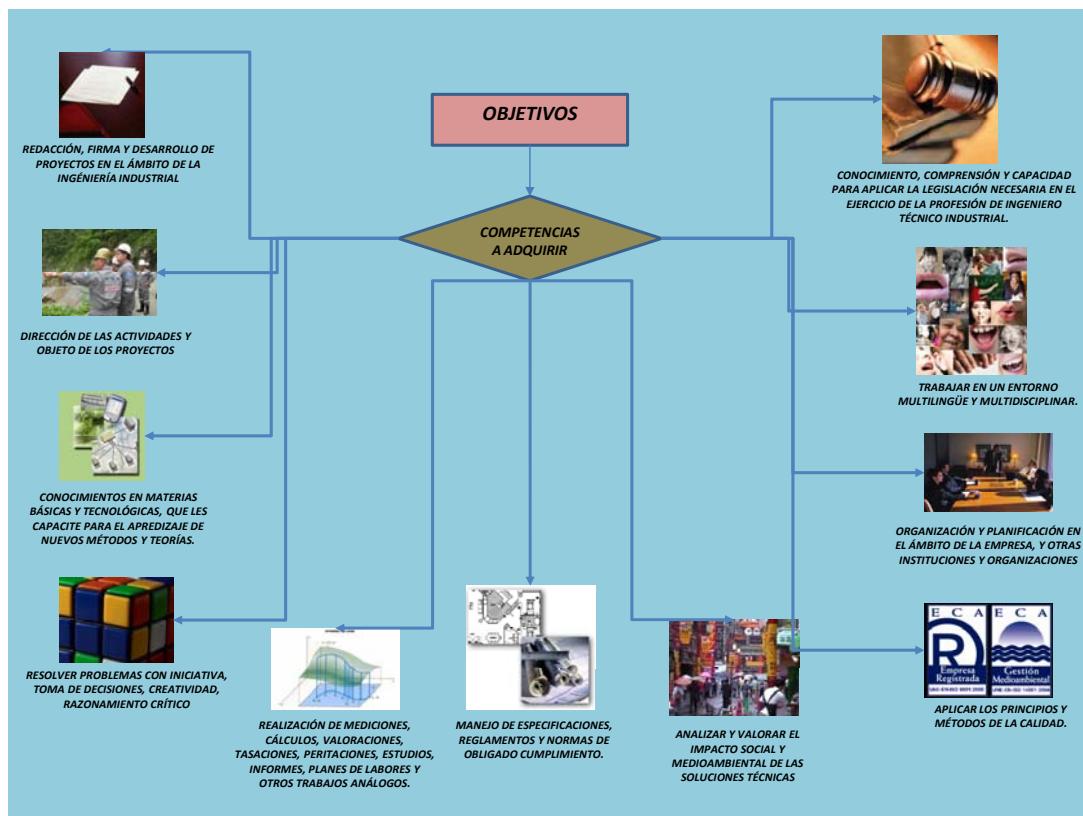 OBJETIVOS
COMPETENCIAS
A ADQUIRIR
REDACCIÓN, FIRMA Y DESARROLLO DE
PROYECTOS EN EL ÁMBITO DE LA
INGÉNIERÍA INDUSTRIAL
DIRECCIÓN DE LAS ACTIVIDADES Y
OBJETO DE LOS PROYECTOS
CONOCIMIENTOS EN MATERIAS
BÁSICAS Y TECNOLÓGICAS, QUE LES
CAPACITE PARA EL APREDIZAJE DE
NUEVOS MÉTODOS Y TEORÍAS.
RESOLVER PROBLEMAS CON INICIATIVA,
TOMA DE DECISIONES, CREATIVIDAD,
RAZONAMIENTO CRÍTICO
REALIZACIÓN DE MEDICIONES,
CÁLCULOS, VALORACIONES,
TASACIONES, PERITACIONES, ESTUDIOS,
INFORMES, PLANES DE LABORES Y
OTROS TRABAJOS ANÁLOGOS.
MANEJO DE ESPECIFICACIONES,
REGLAMENTOS Y NORMAS DE
OBLIGADO CUMPLIMIENTO.
ANALIZAR Y VALORAR EL
IMPACTO SOCIAL Y
MEDIOAMBIENTAL DE LAS
SOLUCIONES TÉCNICAS
CONOCIMIENTO, COMPRENSIÓN Y CAPACIDAD
PARA APLICAR LA LEGISLACIÓN NECESARIA EN EL
EJERCICIO DE LA PROFESIÓN DE INGENIERO
TÉCNICO INDUSTRIAL.
TRABAJAR EN UN ENTORNO
MULTILINGÜE Y MULTIDISCIPLINAR.
ORGANIZACIÓN Y PLANIFICACIÓN EN
EL ÁMBITO DE LA EMPRESA, Y OTRAS
INSTITUCIONES Y ORGANIZACIONES
E C A
R
Empresa
Registrada
E C A
Gestión
Medioambiental
APLICAR LOS PRINCIPIOS Y
MÉTODOS DE LA CALIDAD.